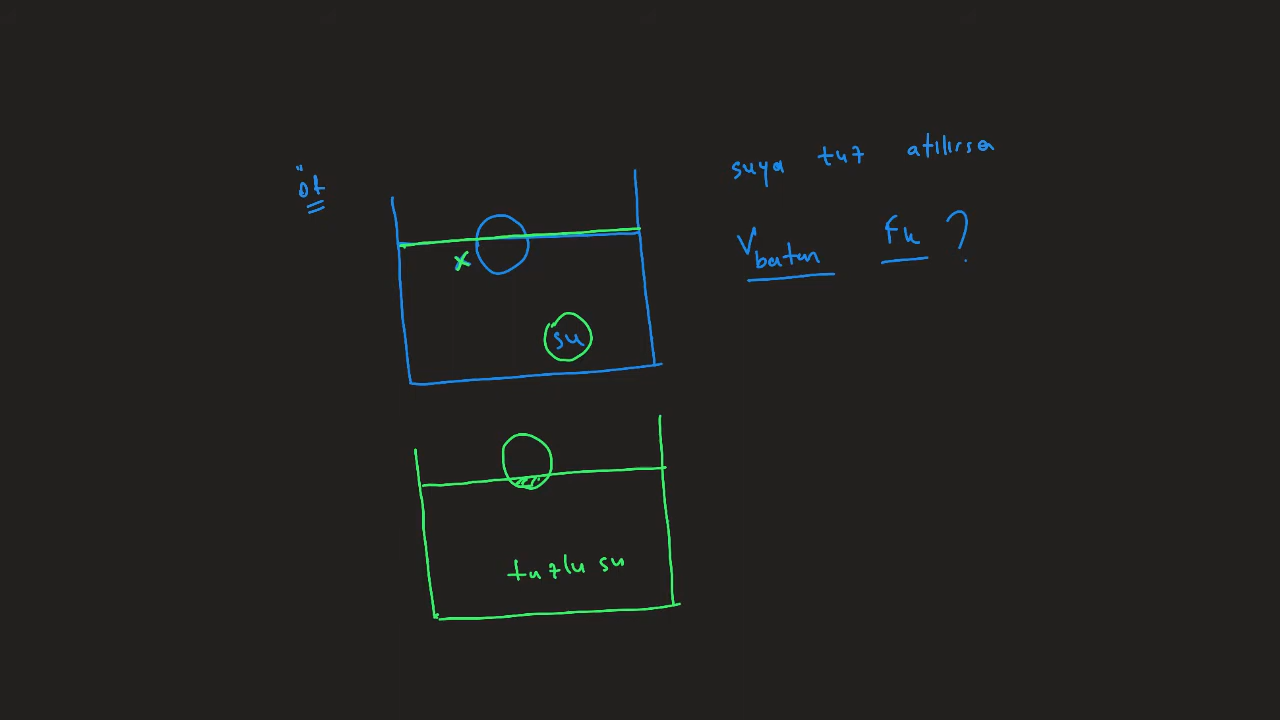 öt
suya tuz atılırsa
Vbatan Fk ?
x
su
tuzlu su